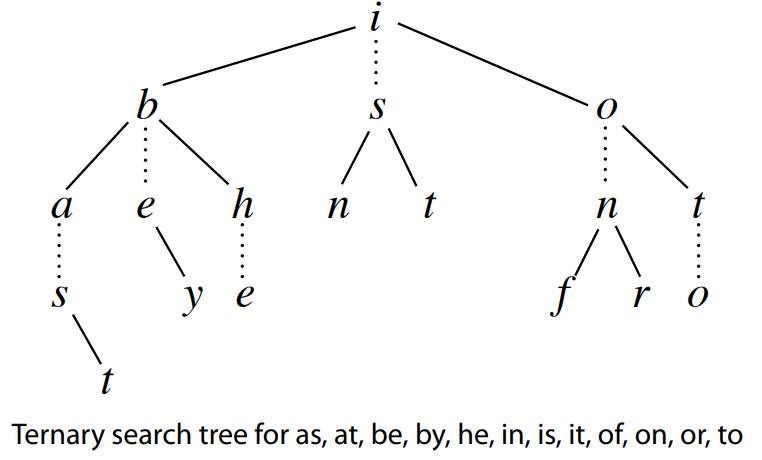 i
b s o
a e h n t n t
s y e f r o
t
Ternary search tree for as, at, be, by, he, in, is, it, of, on, or, to